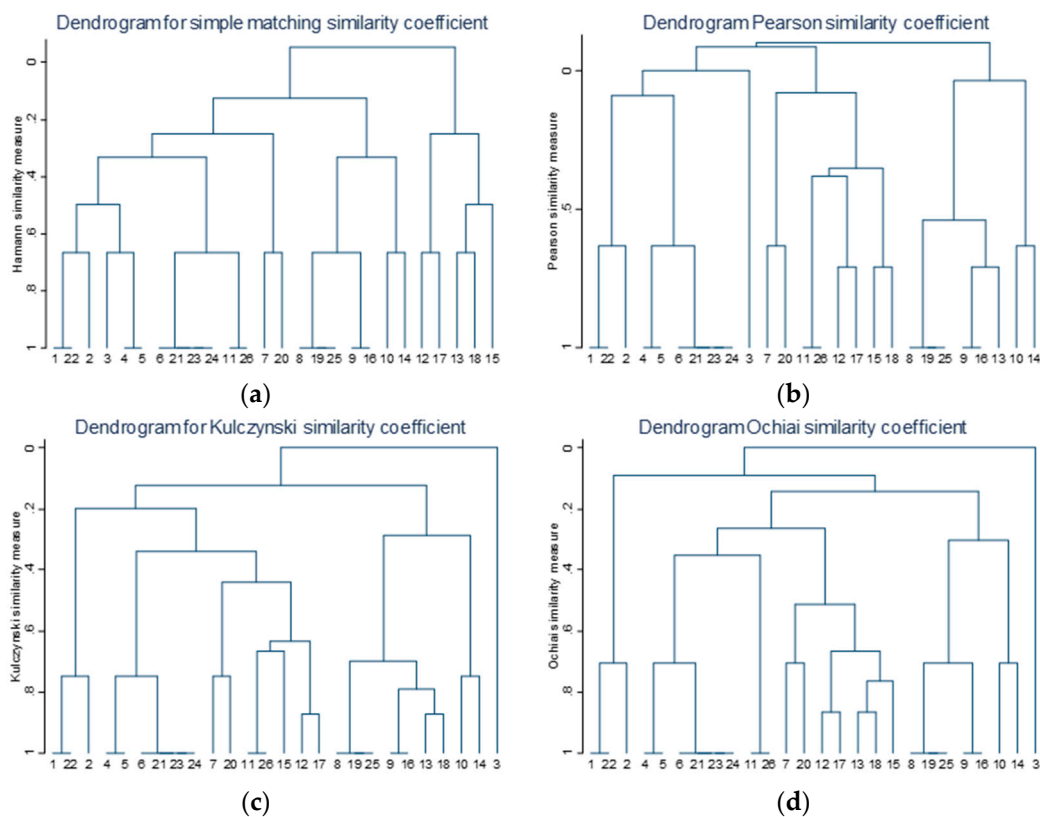 Dendrogram for simple matching similarity coefficient
Hamann similarity measure
0
.2
.4
.6
.8
1
1 22 2 3 4 5 6 21 23 24 11 26 7 20 8 19 25 9 16 10 14 12 17 13 18 15
(a)
Dendrogram Pearson similarity coefficient
Pearson similarity measure
0
.5
1
1 22 2 4 5 6 21 23 24 3 7 20 11 26 12 17 15 18 8 19 25 9 16 13 10 14
(b)
Dendrogram for Kulczynski similarity coefficient
Kulczynski similarity measure
0
.2
.4
.6
.8
1
1 22 2 4 5 6 21 23 24 7 20 11 26 15 12 17 8 19 25 9 16 13 18 10 14 3
(c)
Dendrogram Ochiai similarity coefficient
Ochiai similarity measure
0
.2
.4
.6
.8
1
1 22 2 4 5 6 21 23 24 11 26 7 20 12 17 13 18 15 8 19 25 9 16 10 14 3
(d)